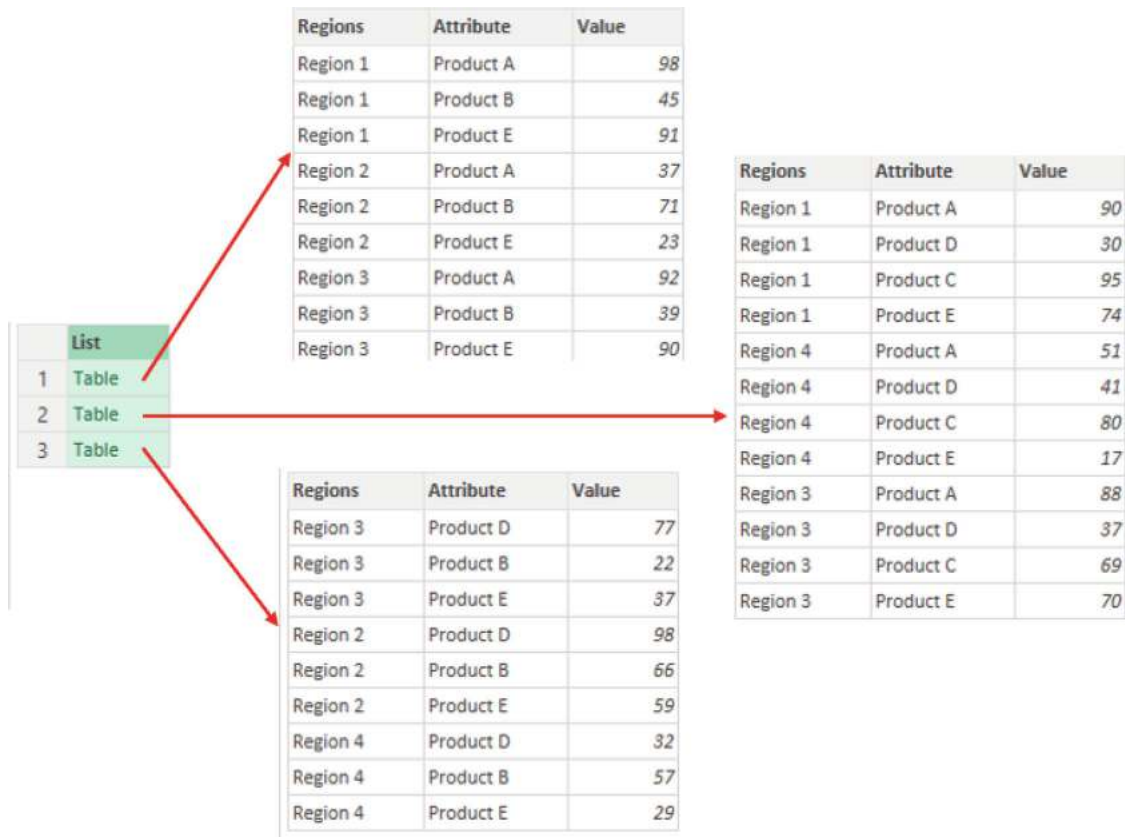 Regions Attribute Value
Region 1 Product A 98
Region 1 Product B 45
Region 1 Product E 91
Region 2 Product A 37
Region 2 Product B 71
Region 2 Product E 23
Region 3 Product A 92
Region 3 Product B 39
Region 3 Product E 90
List
1 Table
2 Table
3 Table
Regions Attribute Value
Region 1 Product A 90
Region 1 Product D 30
Region 1 Product C 95
Region 1 Product E 74
Region 4 Product A 51
Region 4 Product D 41
Region 4 Product C 80
Region 4 Product E 17
Region 3 Product A 88
Region 3 Product D 37
Region 3 Product C 69
Region 3 Product E 70
Regions Attribute Value
Region 3 Product D 77
Region 3 Product B 22
Region 3 Product E 37
Region 2 Product D 98
Region 2 Product B 66
Region 2 Product E 59
Region 4 Product D 32
Region 4 Product B 57
Region 4 Product E 29